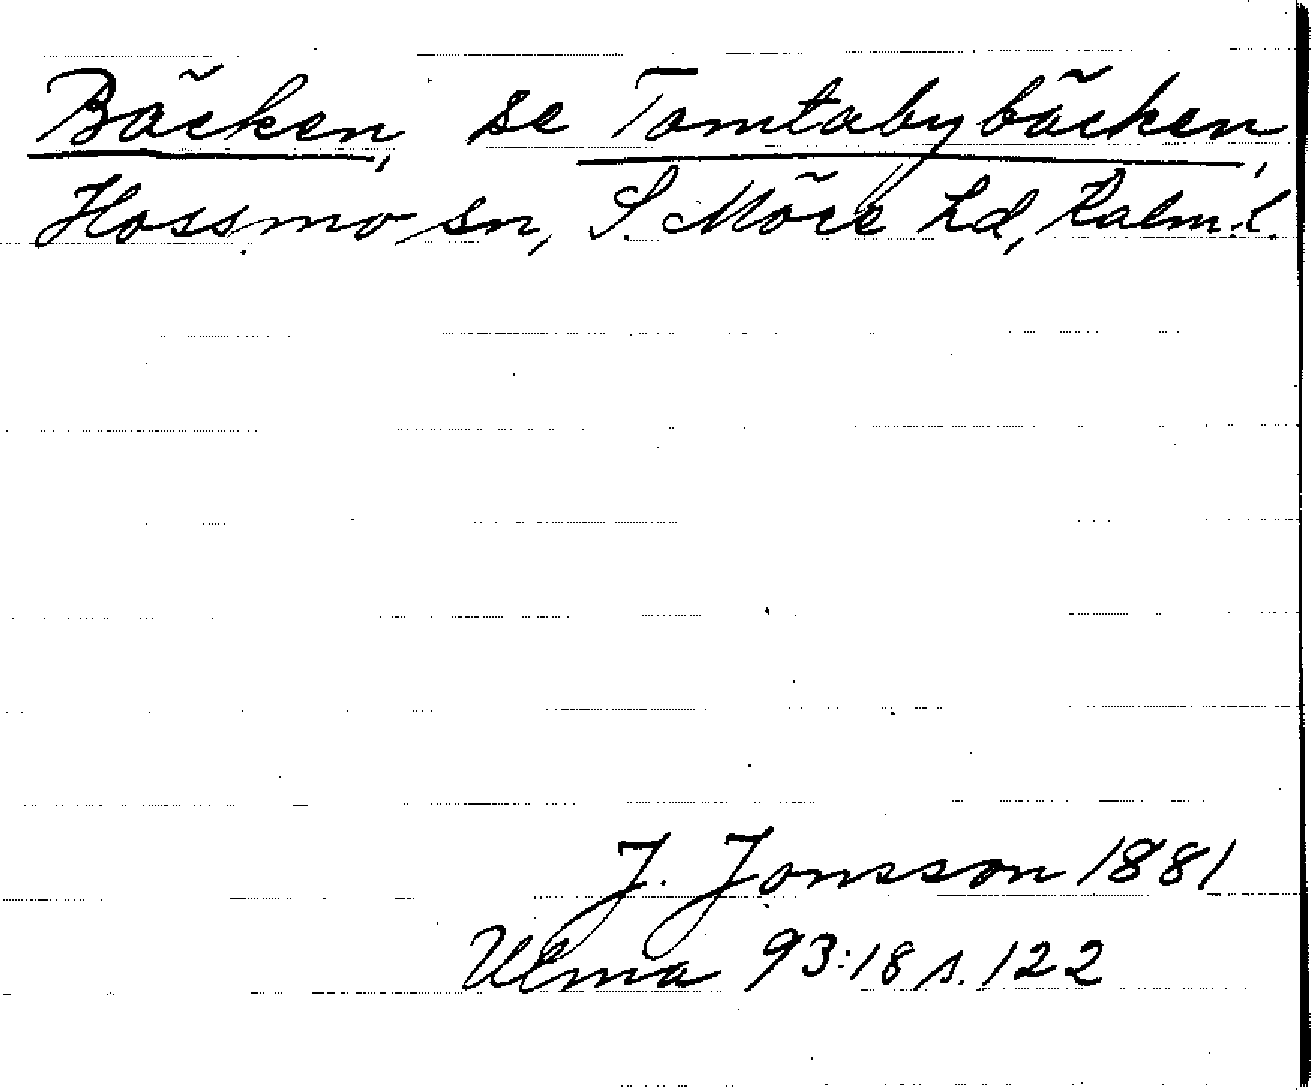 Bäcken, se Tomtabybäcken,
Hossmo sn, S. Möre hd, Kalm. l.
J. Jonsson 1881
Ulma 93:18 s. 122